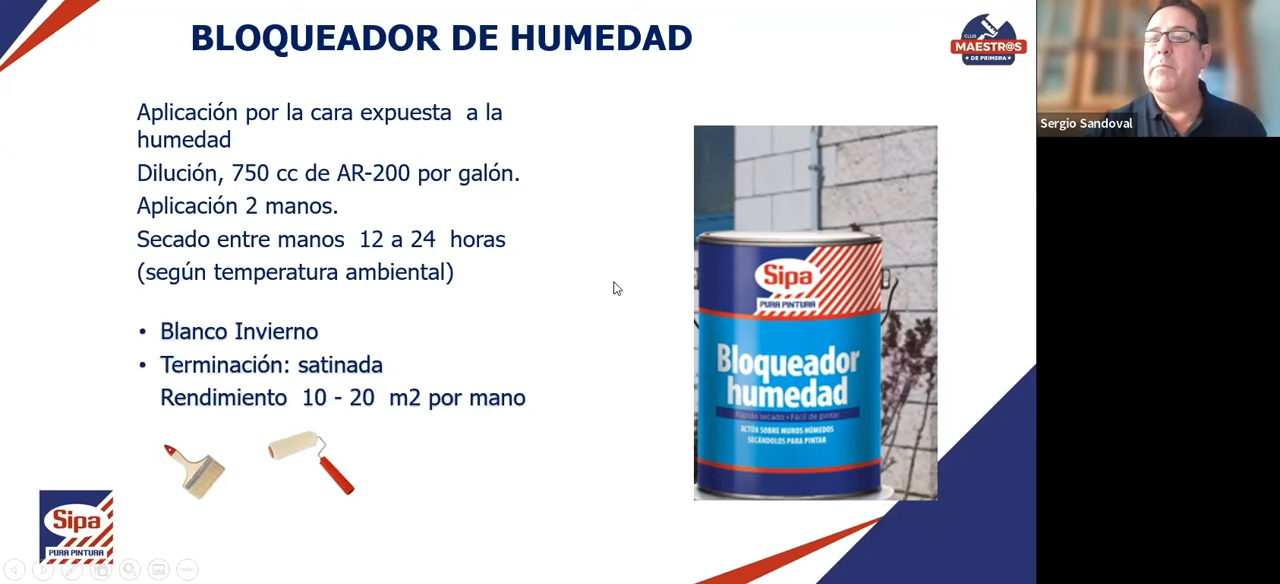 BLOQUEADOR DE HUMEDAD
CLUB
MAESTR@S
DE PRIMERA
Sergio Sandoval
Aplicación por la cara expuesta a la
humedad
Dilución, 750 cc de AR-200 por galón.
Aplicación 2 manos.
Secado entre manos 12 a 24 horas
(según temperatura ambiental)
• Blanco Invierno
• Terminación: satinada
Rendimiento 10 - 20 m2 por mano
Sipa
PURA PINTURA
Bloqueador
humedad
Rápido secado • Fácil de pintar
ACTÚA SOBRE MUROS HÚMEDOS
SECÁNDOLOS PARA PINTAR
Sipa
PURA PINTURA